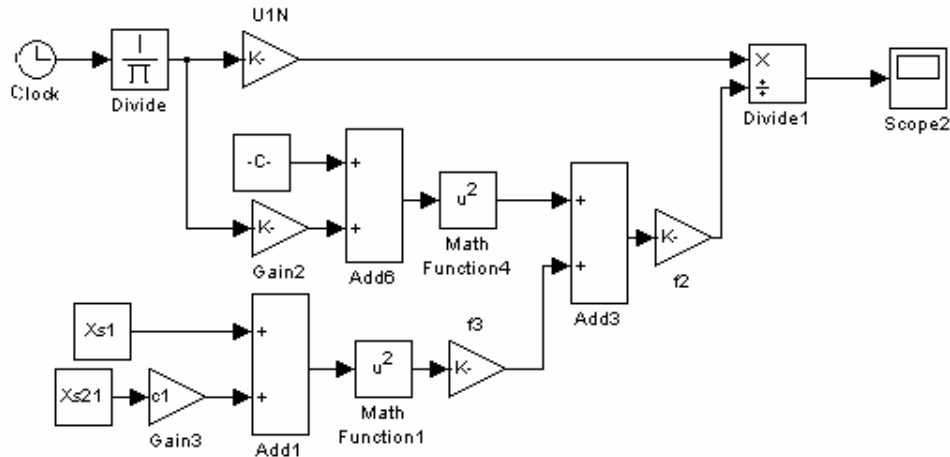 U1N
K-
1
π
Clock
Divide
×
÷
Divide1
Scope2
-C-
+
+
K-
Gain2
Add6
u2
Math
Function4
+
+
Add3
K-
f2
Xs1
Xs21
c1
Gain3
+
+
Add1
u2
Math
Function1
f3
K-